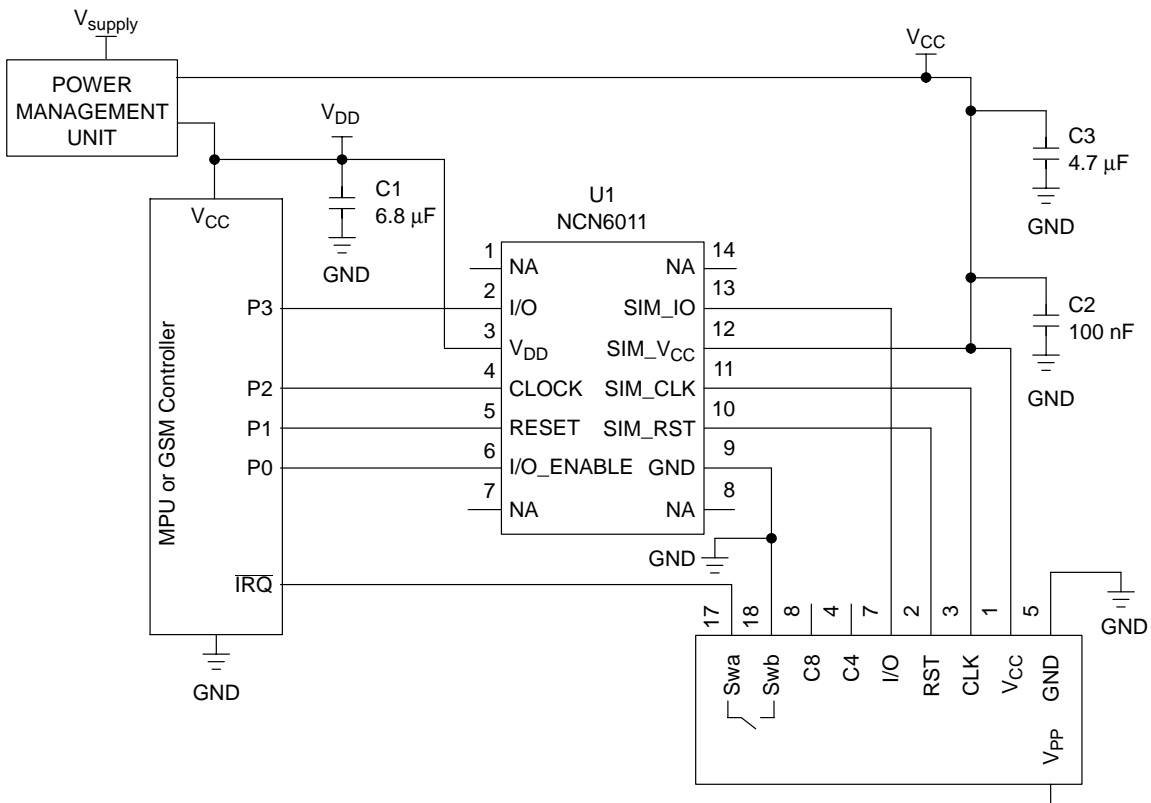 Vsupply
POWER
MANAGEMENT
UNIT
VDD
VCC
C1
6.8 μF
GND
C3
4.7 μF
GND
C2
100 nF
GND
U1
NCN6011
MPU or GSM Controller
VCC
P3
P2
P1
P0
IRQ
GND
1 NA
2 I/O
3 VDD
4 CLOCK
5 RESET
6 I/O_ENABLE
7 NA
NA 14
SIM_IO 13
SIM_VCC 12
SIM_CLK 11
SIM_RST 10
GND 9
NA 8
GND
GND
17 Swa
18 Swb
8 C8
4 C4
7 I/O
2 RST
3 CLK
1 VCC
5 GND
VPP